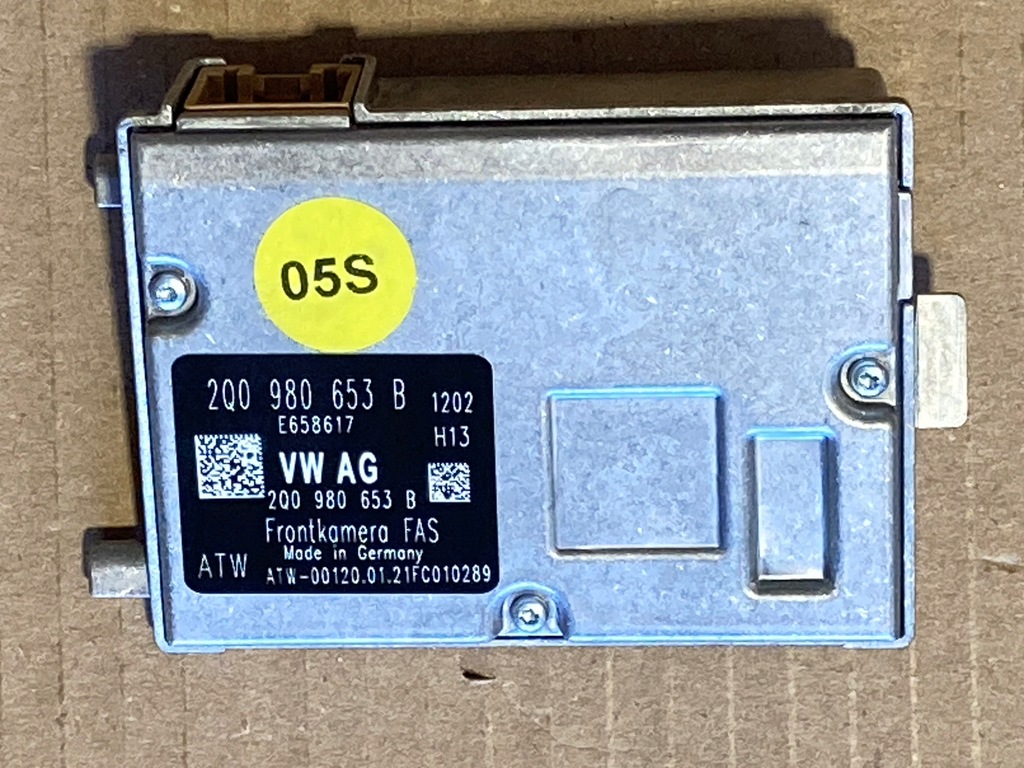 05S
2Q0 980 653 B 1202
E658617 H13
VW AG
2Q0 980 653 B
Frontkamera FAS
Made in Germany
ATW ATW-00120.01.21FC010289